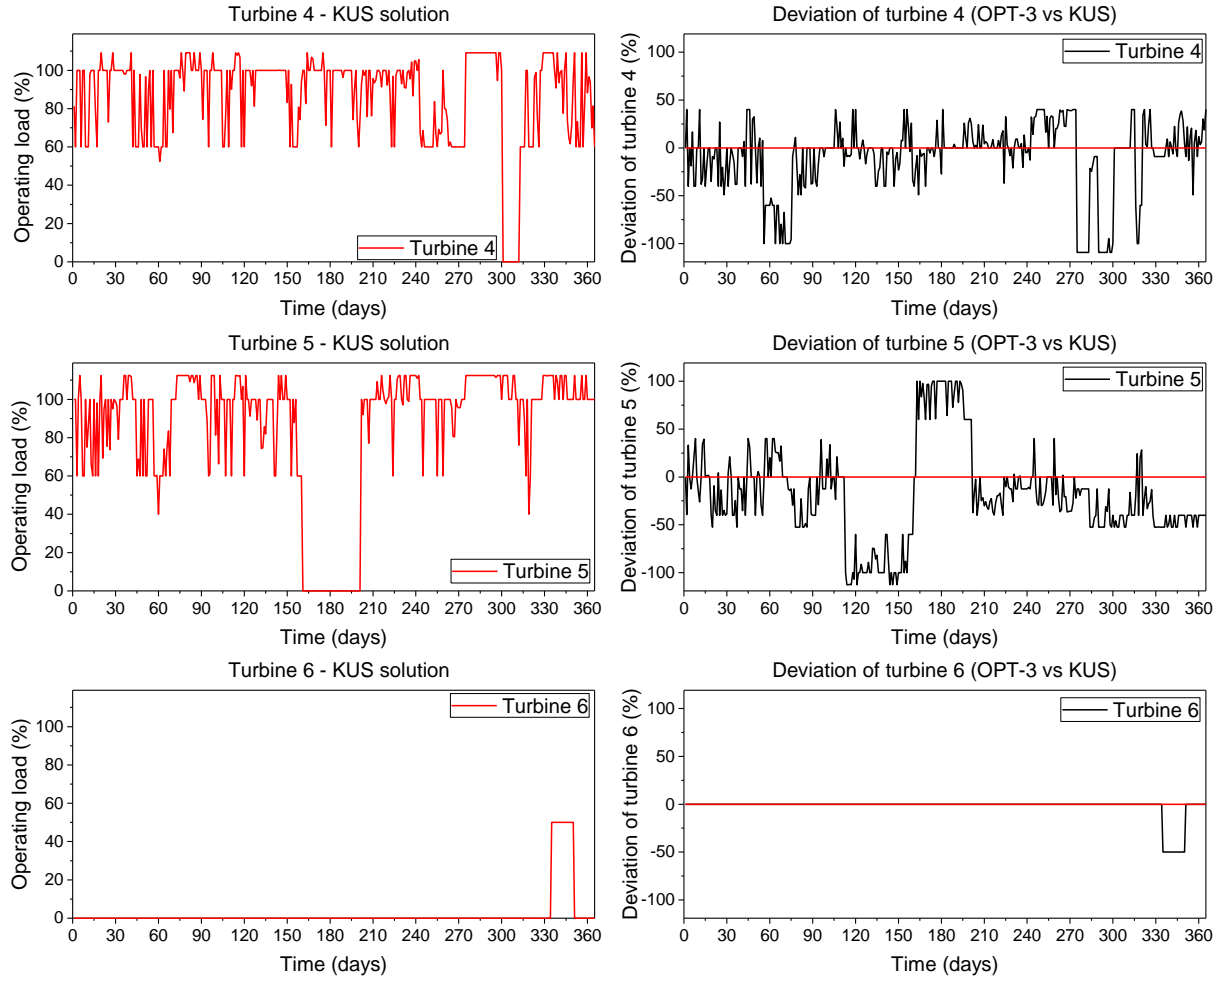 Turbine 4 - KUS solution
Operating load (%)
100
80
60
40
20
0
Turbine 4
0 30 60 90 120 150 180 210 240 270 300 330 360
Time (days)
Deviation of turbine 4 (OPT-3 vs KUS)
Deviation of turbine 4 (%)
100
50
0
-50
-100
Turbine 4
0 30 60 90 120 150 180 210 240 270 300 330 360
Time (days)
Turbine 5 - KUS solution
Operating load (%)
100
80
60
40
20
0
Turbine 5
0 30 60 90 120 150 180 210 240 270 300 330 360
Time (days)
Deviation of turbine 5 (OPT-3 vs KUS)
Deviation of turbine 5 (%)
100
50
0
-50
-100
Turbine 5
0 30 60 90 120 150 180 210 240 270 300 330 360
Time (days)
Turbine 6 - KUS solution
Operating load (%)
100
80
60
40
20
0
Turbine 6
0 30 60 90 120 150 180 210 240 270 300 330 360
Time (days)
Deviation of turbine 6 (OPT-3 vs KUS)
Deviation of turbine 6 (%)
100
50
0
-50
-100
Turbine 6
0 30 60 90 120 150 180 210 240 270 300 330 360
Time (days)